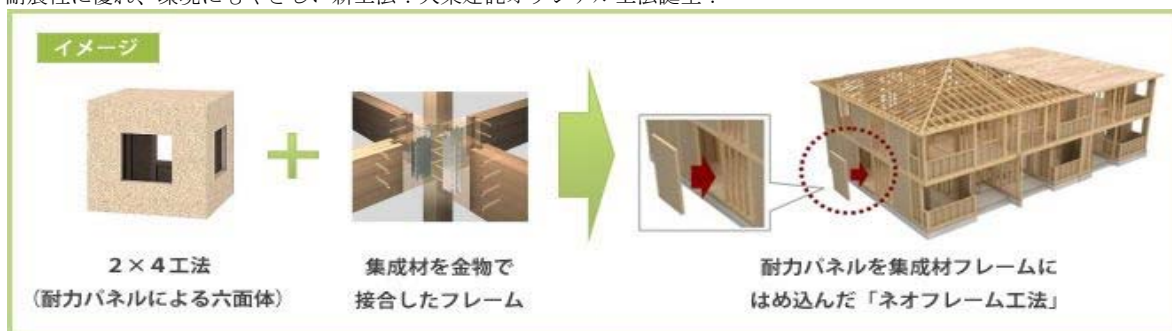 イメージ
2×4工法
（耐力パネルによる六面体）
集成材を金物で
接合したフレーム
耐力パネルを集成材フレームに
はめ込んだ「ネオフレーム工法」